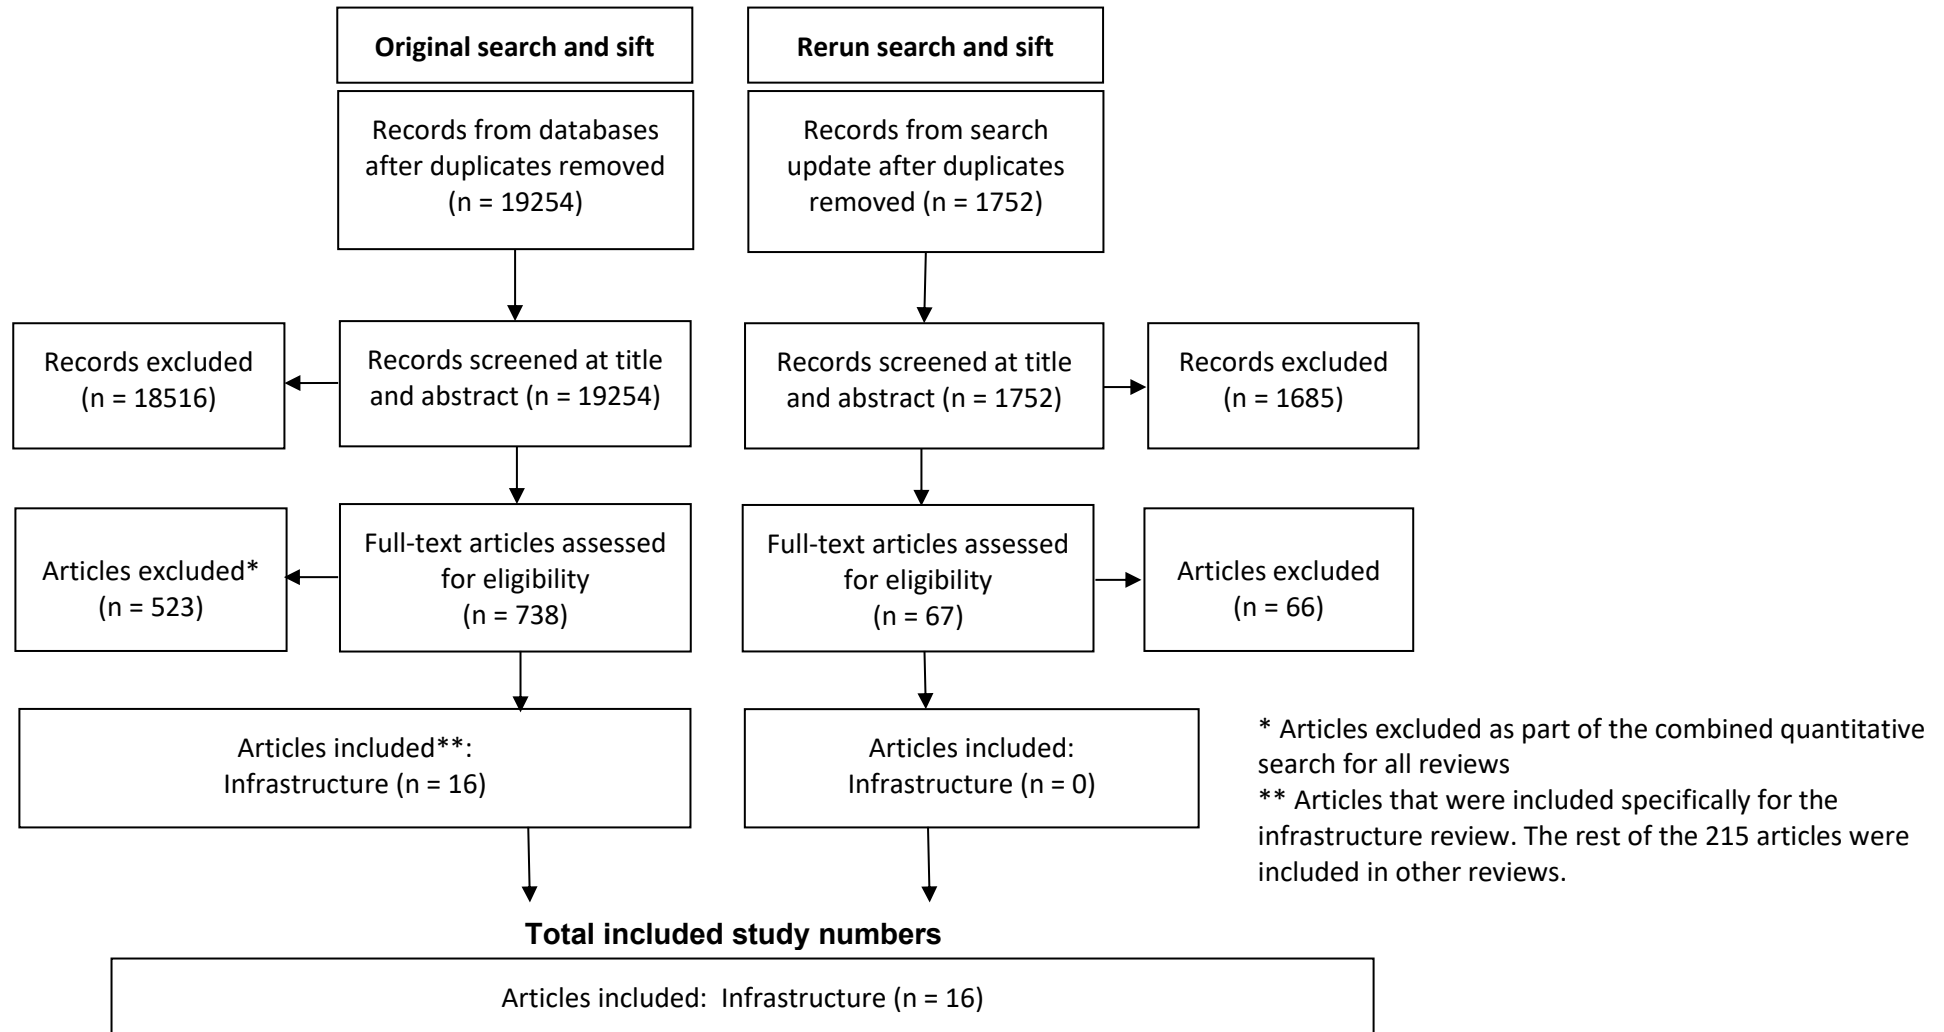 Original search and sift
Rerun search and sift
Records from databases
after duplicates removed
(n = 19254)
Records from search
update after duplicates
removed (n = 1752)
Records excluded
(n = 18516)
Records screened at title
and abstract (n = 19254)
Records screened at title
and abstract (n = 1752)
Records excluded
(n = 1685)
Articles excluded*
(n = 523)
Full-text articles assessed
for eligibility
(n = 738)
Full-text articles assessed
for eligibility
(n = 67)
Articles excluded
(n = 66)
Articles included**:
Infrastructure (n = 16)
Articles included:
Infrastructure (n = 0)
* Articles excluded as part of the combined quantitative
search for all reviews
** Articles that were included specifically for the
infrastructure review. The rest of the 215 articles were
included in other reviews.
Total included study numbers
Articles included:  Infrastructure (n = 16)